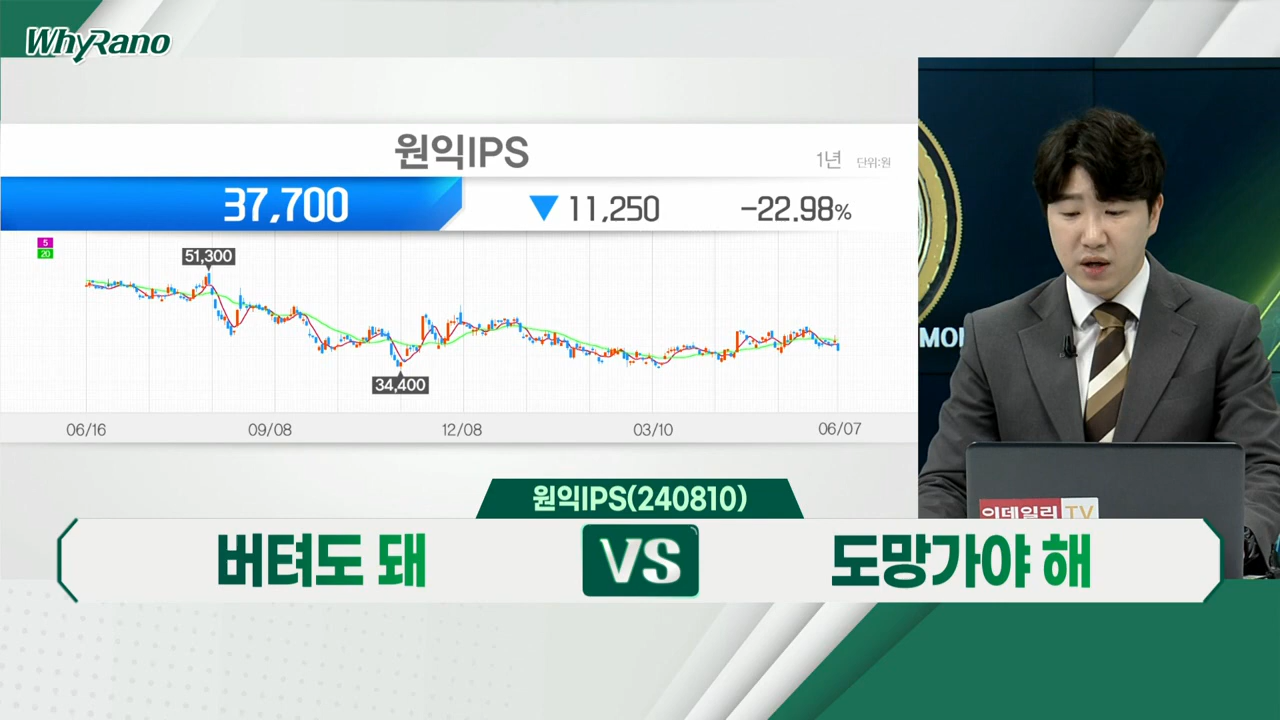 WhyRano
원익IPS
1년 단위:원
37,700 ▼ 11,250 -22.98%
5
20
51,300
34,400
06/16 09/08 12/08 03/10 06/07
MO
이데일리 TV
원익IPS(240810)
버텨도 돼 VS 도망가야 해